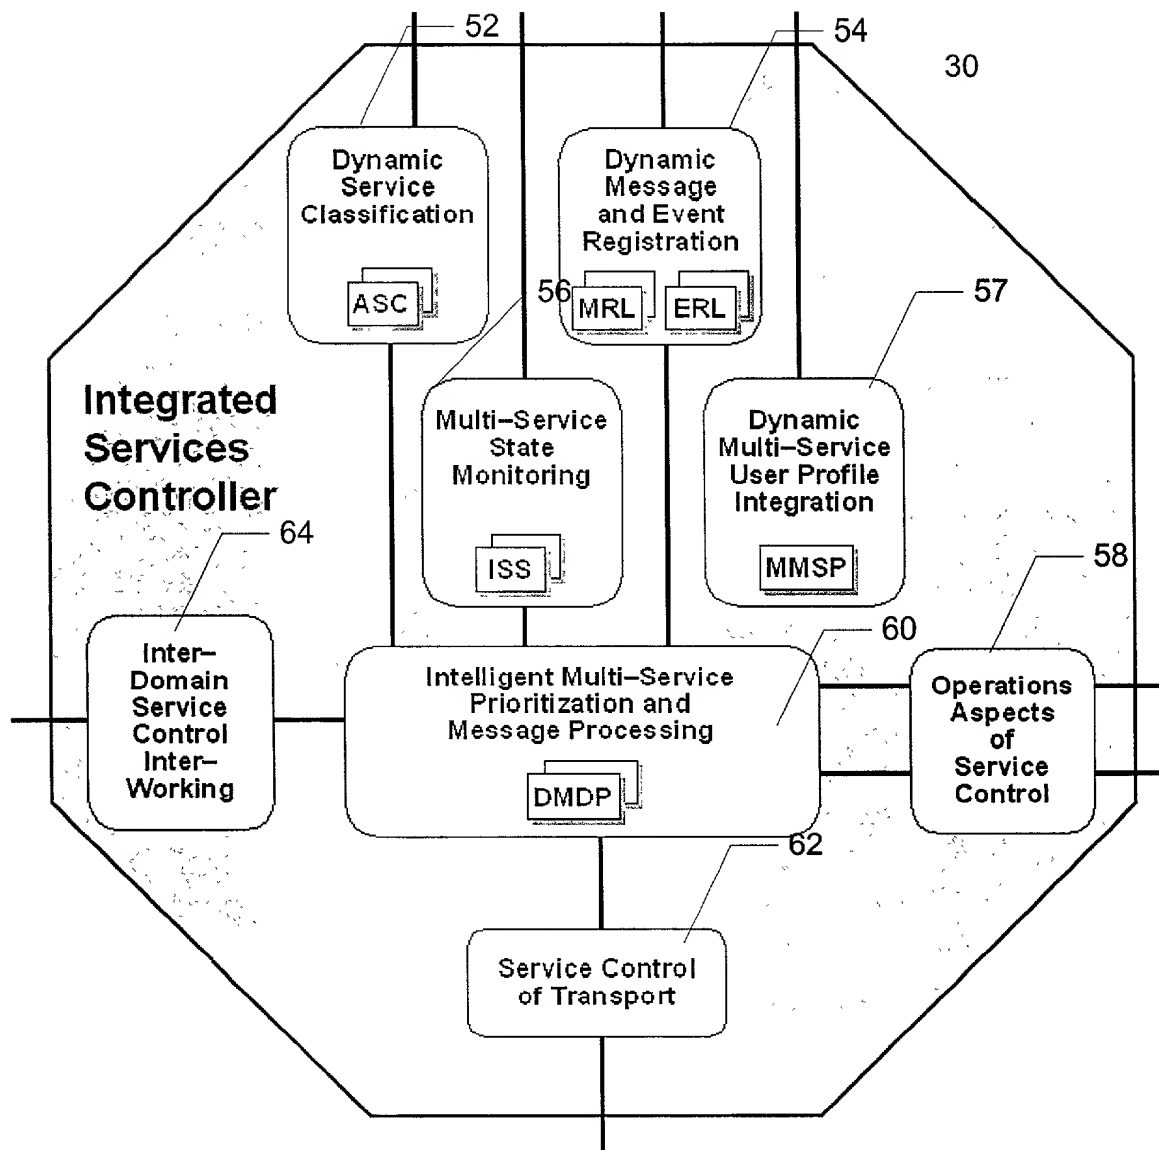 52
54
30
Dynamic
Service
Classification
ASC
Dynamic
Message
and Event
Registration
MRL
ERL
56
57
Integrated
Services
Controller
Multi–Service
State
Monitoring
ISS
Dynamic
Multi–Service
User Profile
Integration
MMSP
64
58
60
Inter–
Domain
Service
Control
Inter–
Working
Intelligent Multi–Service
Prioritization and
Message Processing
DMDP
Operations
Aspects
of
Service
Control
62
Service Control
of Transport